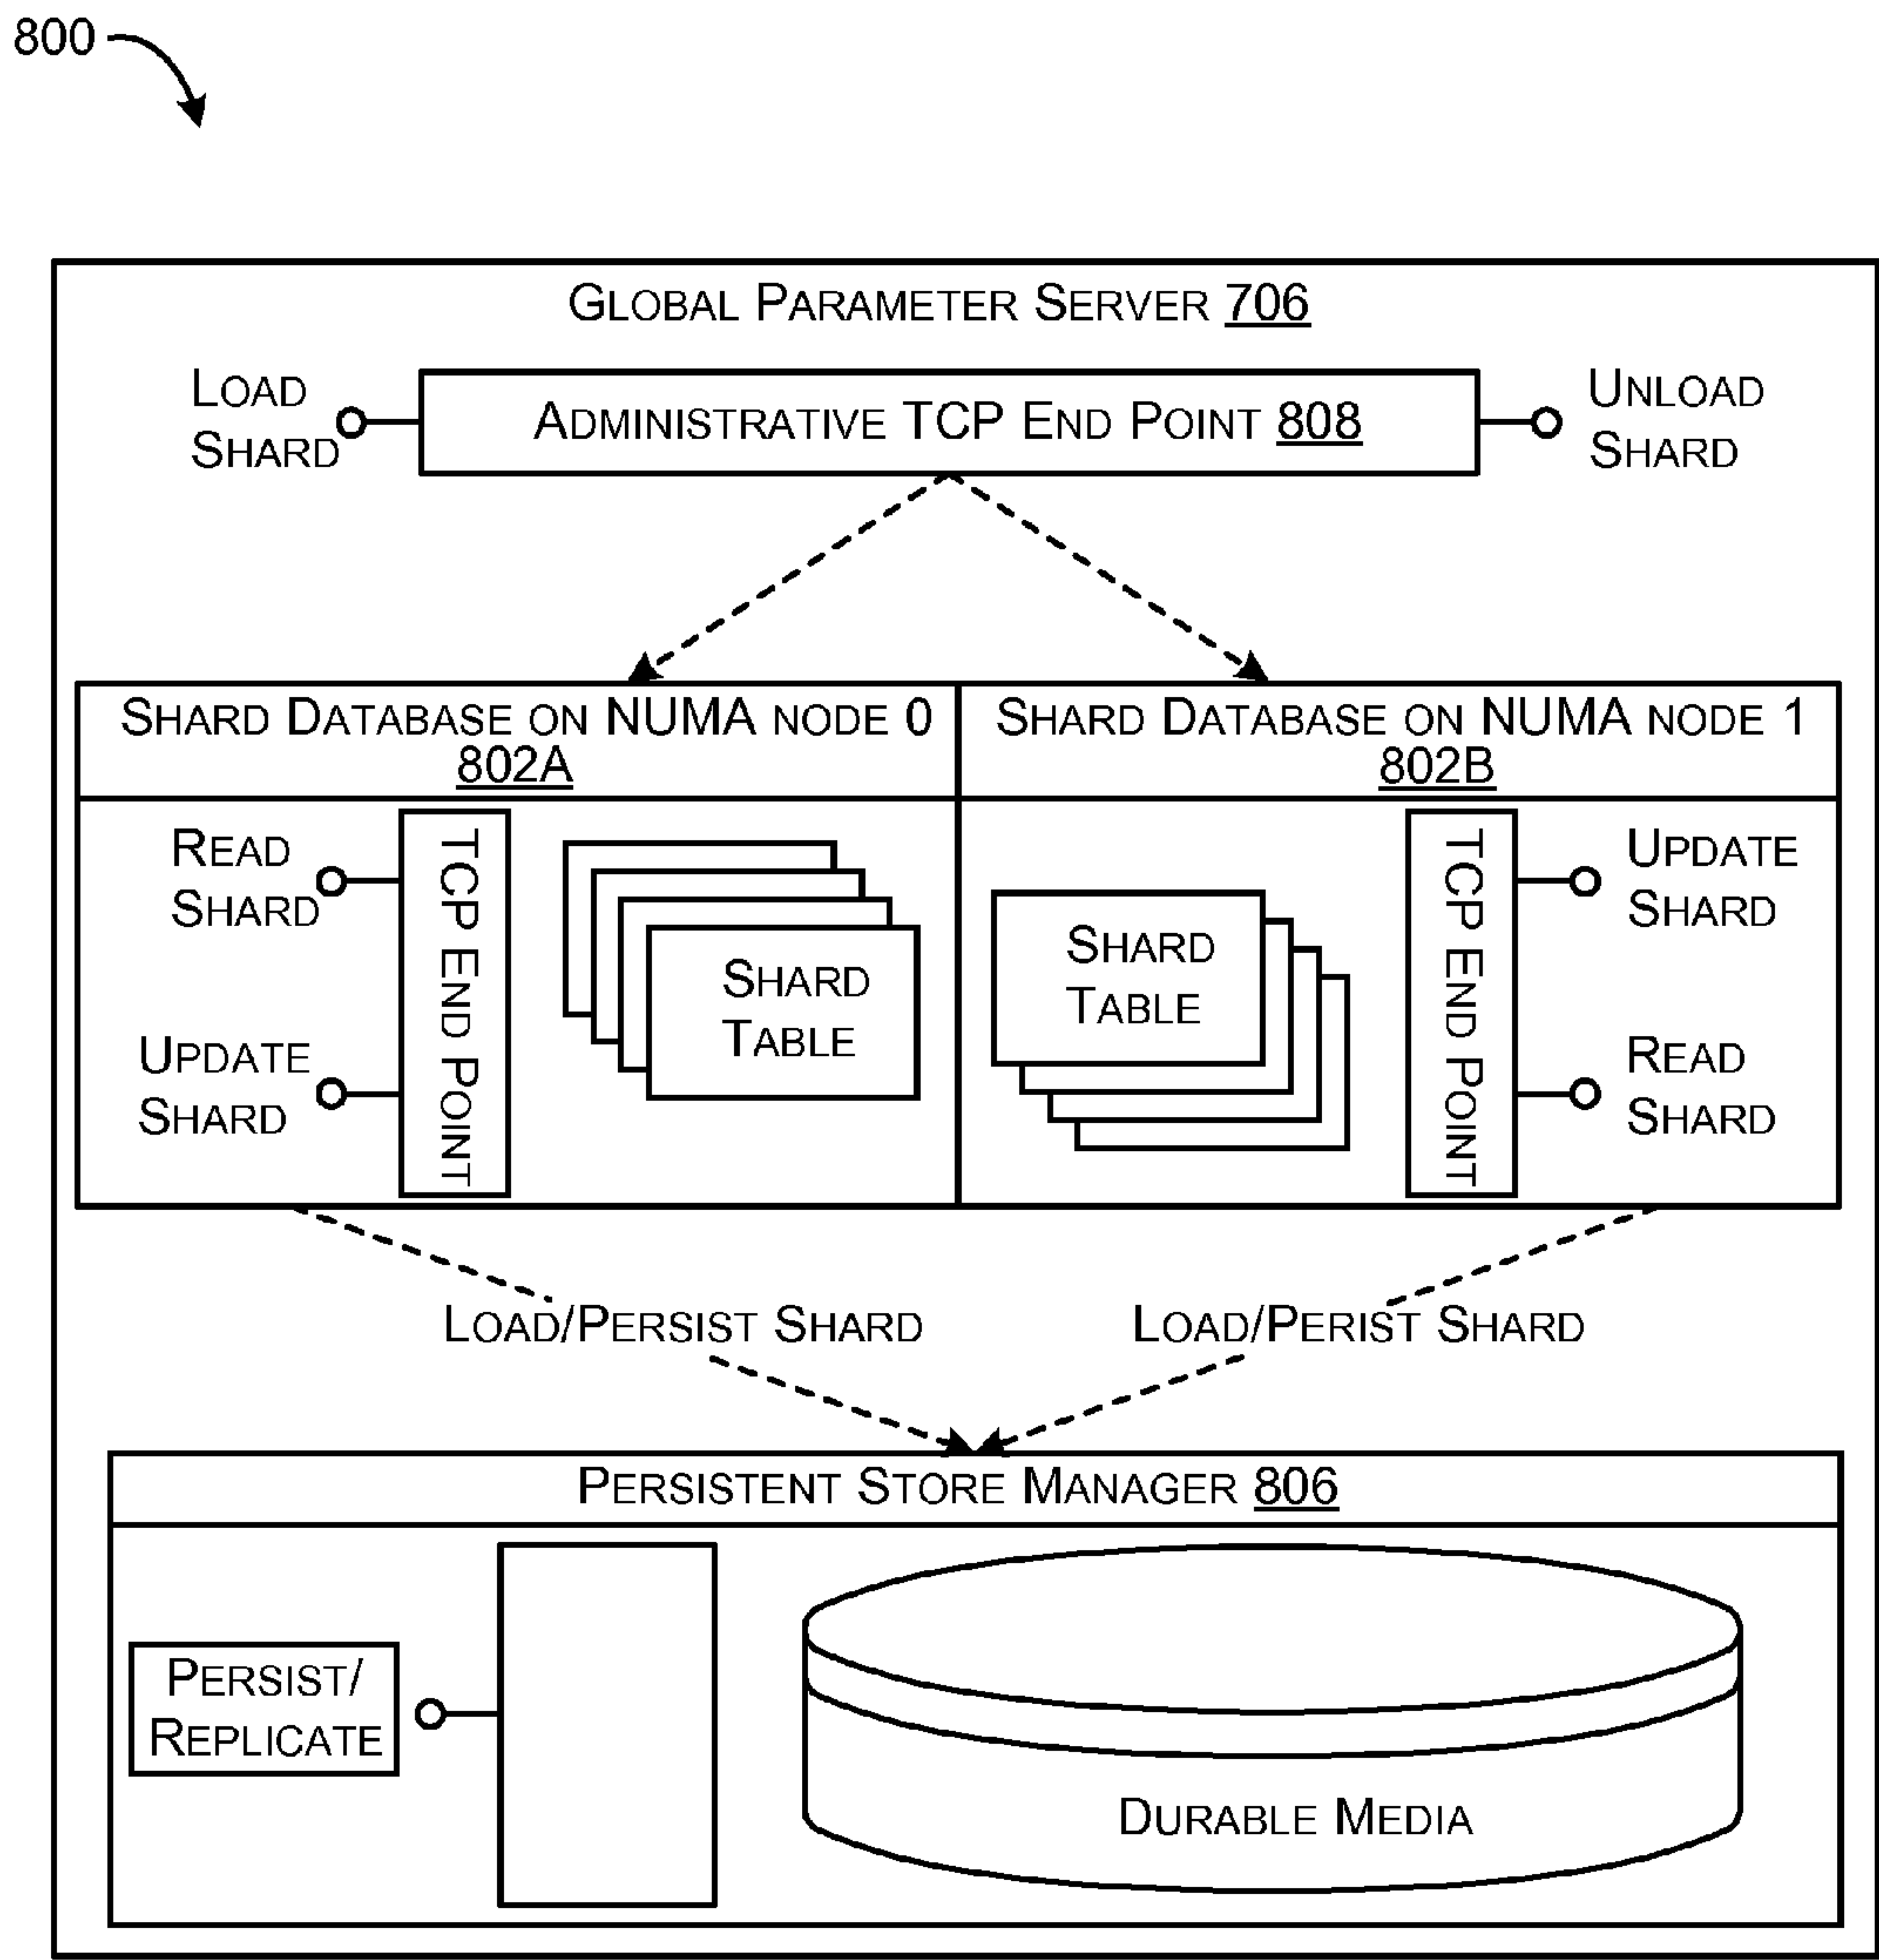 800
GLOBAL PARAMETER SERVER 706
LOAD
SHARD
ADMINISTRATIVE TCP END POINT 808
UNLOAD
SHARD
SHARD DATABASE ON NUMA NODE 0
802A
SHARD DATABASE ON NUMA NODE 1
802B
READ
SHARD
UPDATE
SHARD
TCP END POINT
SHARD
TABLE
SHARD
TABLE
TCP END POINT
UPDATE
SHARD
READ
SHARD
LOAD/PERSIST SHARD
LOAD/PERIST SHARD
PERSISTENT STORE MANAGER 806
PERSIST/
REPLICATE
DURABLE MEDIA